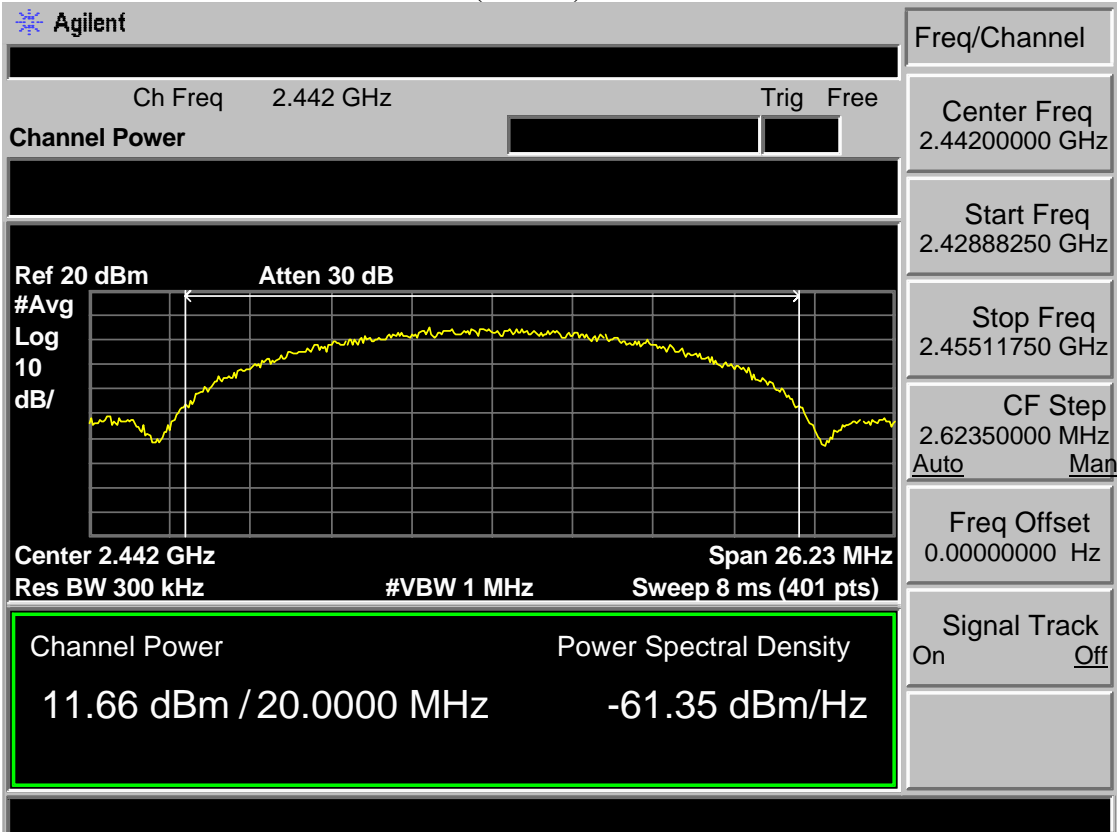 Agilent
Freq/Channel
Ch Freq 2.442 GHz Trig Free
Channel Power
Center Freq
2.44200000 GHz
Start Freq
2.42888250 GHz
Stop Freq
2.45511750 GHz
CF Step
2.62350000 MHz
Auto Man
Freq Offset
0.00000000 Hz
Signal Track
On Off
Ref 20 dBm Atten 30 dB
#Avg
Log
10
dB/
Center 2.442 GHz Span 26.23 MHz
Res BW 300 kHz #VBW 1 MHz Sweep 8 ms (401 pts)
Channel Power Power Spectral Density
11.66 dBm / 20.0000 MHz -61.35 dBm/Hz